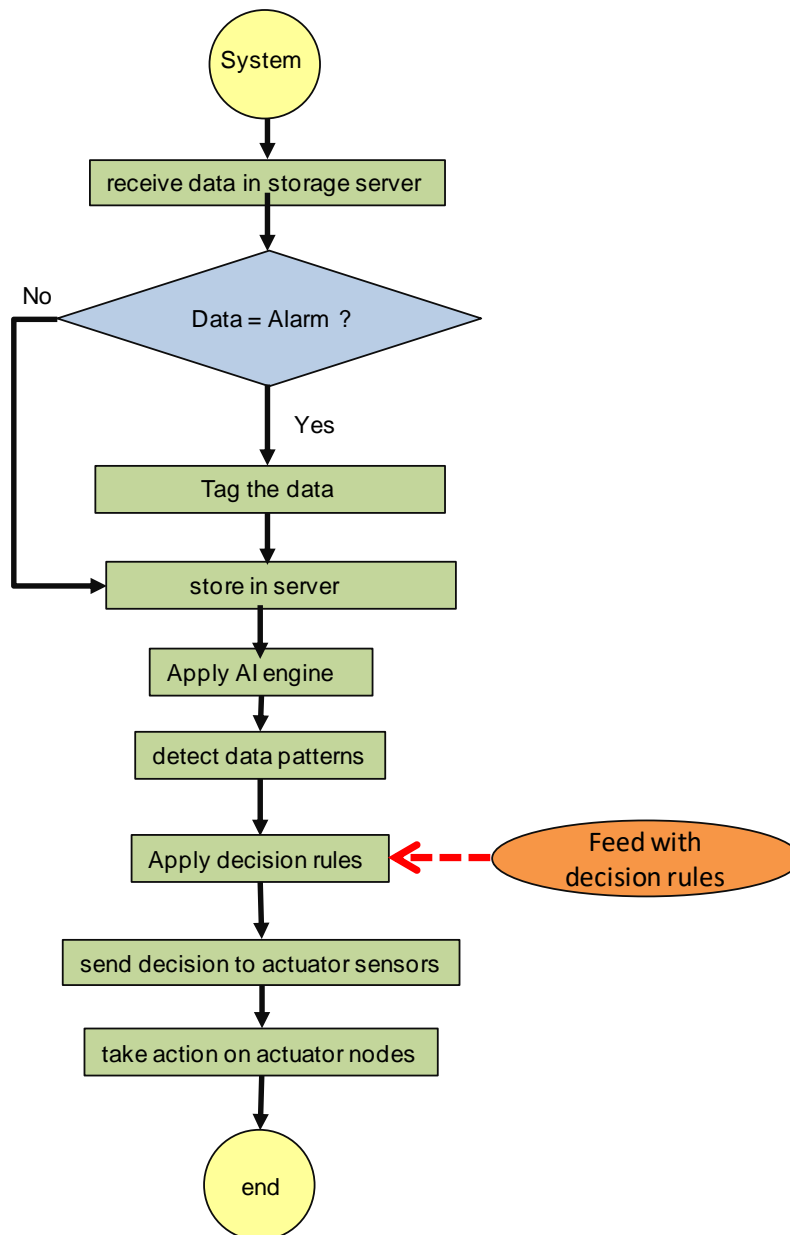 System
receive data in storage server
No
Data = Alarm ?
Yes
Tag the data
store in server
Apply AI engine
detect data patterns
Apply decision rules
Feed with
decision rules
send decision to actuator sensors
take action on actuator nodes
end